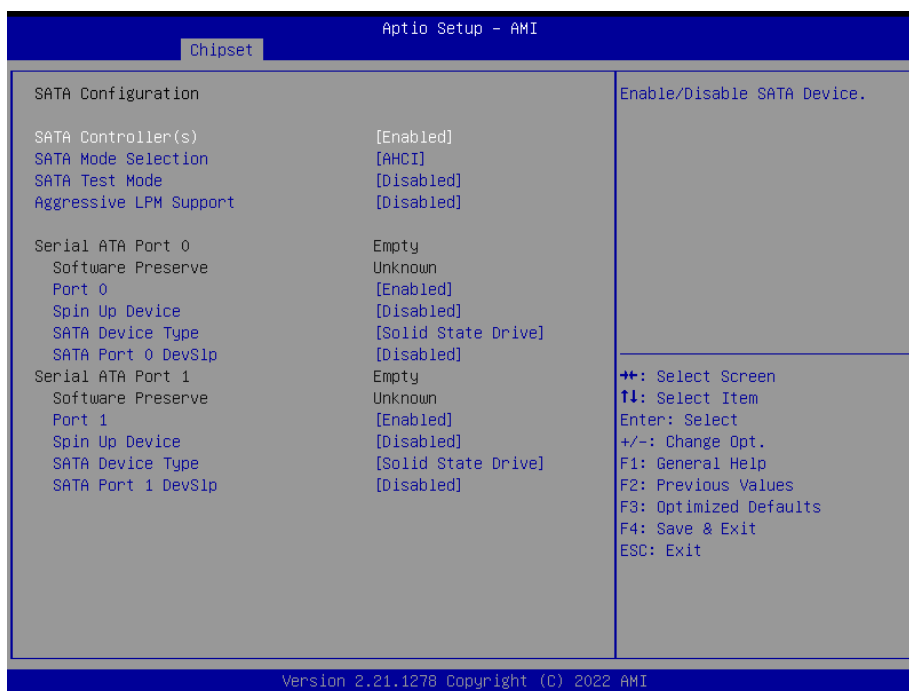 Aptio Setup – AMI
Chipset
SATA Configuration
SATA Controller(s) [Enabled]
SATA Mode Selection [AHCI]
SATA Test Mode [Disabled]
Aggressive LPM Support [Disabled]
Serial ATA Port 0 Empty
Software Preserve Unknown
Port 0 [Enabled]
Spin Up Device [Disabled]
SATA Device Type [Solid State Drive]
SATA Port 0 DevSlp [Disabled]
Serial ATA Port 1 Empty
Software Preserve Unknown
Port 1 [Enabled]
Spin Up Device [Disabled]
SATA Device Type [Solid State Drive]
SATA Port 1 DevSlp [Disabled]
Enable/Disable SATA Device.
→←: Select Screen
↑↓: Select Item
Enter: Select
+/-: Change Opt.
F1: General Help
F2: Previous Values
F3: Optimized Defaults
F4: Save & Exit
ESC: Exit
Version 2.21.1278 Copyright (C) 2022 AMI